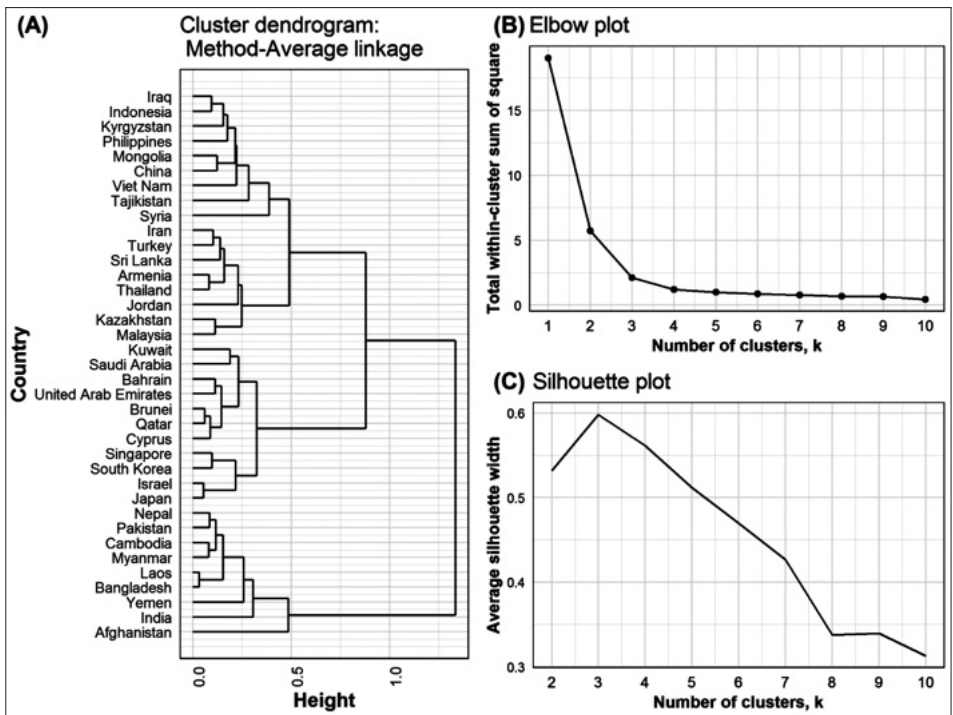 (A)
Cluster dendrogram:
Method-Average linkage
Country
Iraq
Indonesia
Kyrgyzstan
Philippines
Mongolia
China
Viet Nam
Tajikistan
Syria
Iran
Turkey
Sri Lanka
Armenia
Thailand
Jordan
Kazakhstan
Malaysia
Kuwait
Saudi Arabia
Bahrain
United Arab Emirates
Brunei
Qatar
Cyprus
Singapore
South Korea
Israel
Japan
Nepal
Pakistan
Cambodia
Myanmar
Laos
Bangladesh
Yemen
India
Afghanistan
0.0 0.5 1.0
Height
(B) Elbow plot
Total within-cluster sum of square
15
10
5
0
1 2 3 4 5 6 7 8 9 10
Number of clusters, k
(C) Silhouette plot
Average silhouette width
0.6
0.5
0.4
0.3
2 3 4 5 6 7 8 9 10
Number of clusters, k